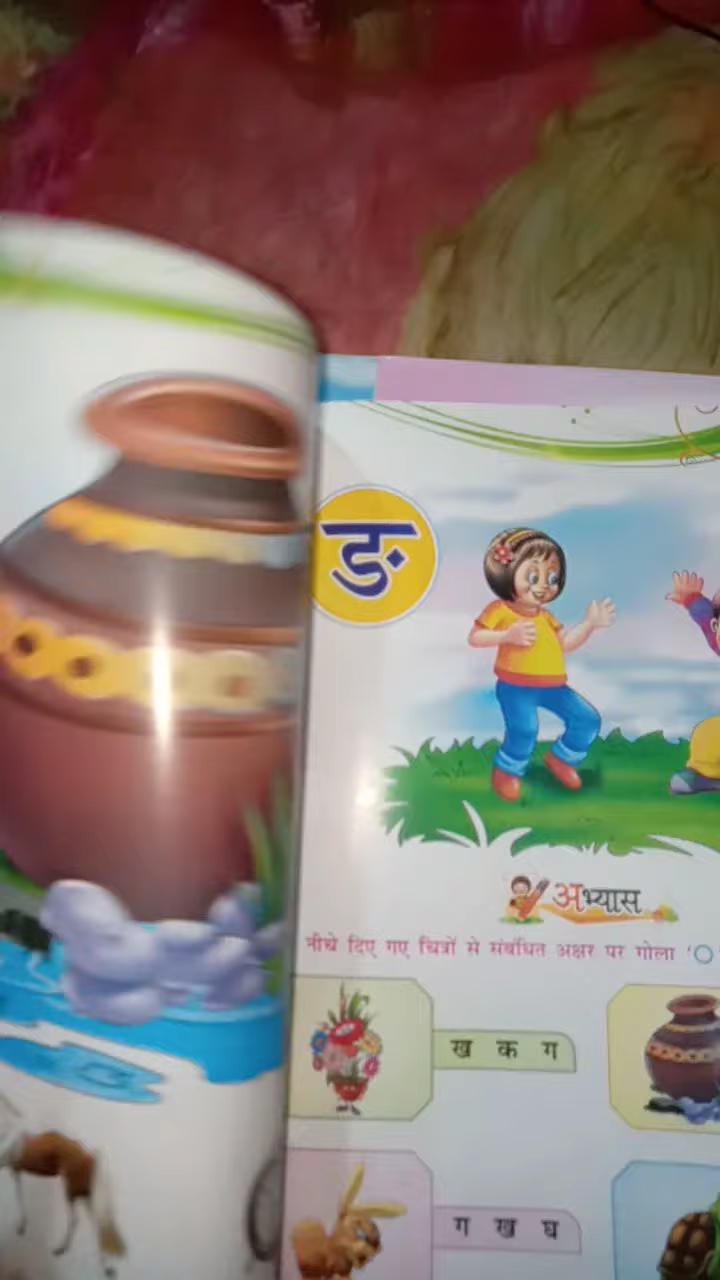 ङ
अभ्यास
नीचे दिए गए चित्रों से संबंधित अक्षर पर गोला 'O'
ख क ग
ग ख घ